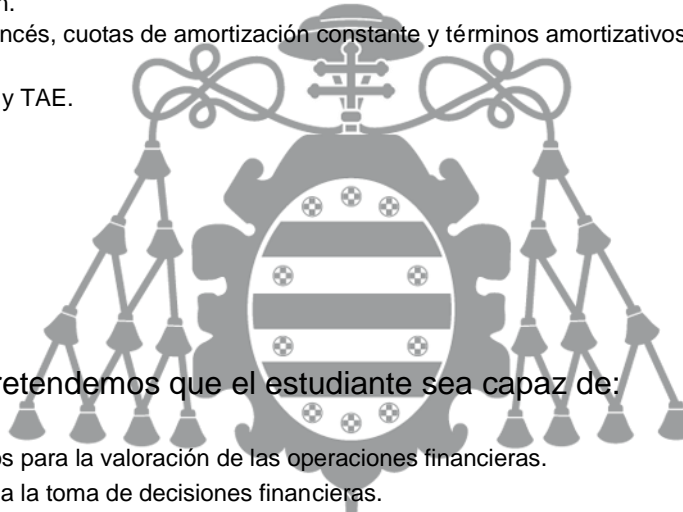 n.
ncés, cuotas de amortización constante y términos amortizativos
y TAE.
retendemos que el estudiante sea capaz de:
os para la valoración de las operaciones financieras.
a la toma de decisiones financieras.